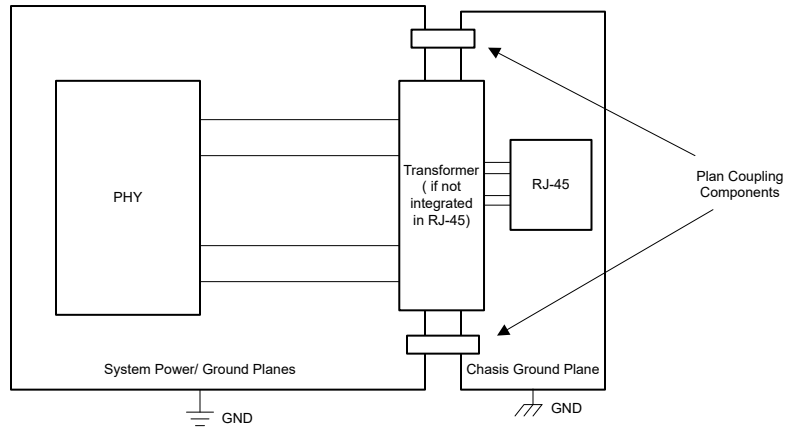 PHY
Transformer
( if not
integrated
in RJ-45)
RJ-45
Plan Coupling
Components
System Power/ Ground Planes
Chasis Ground Plane
GND
GND